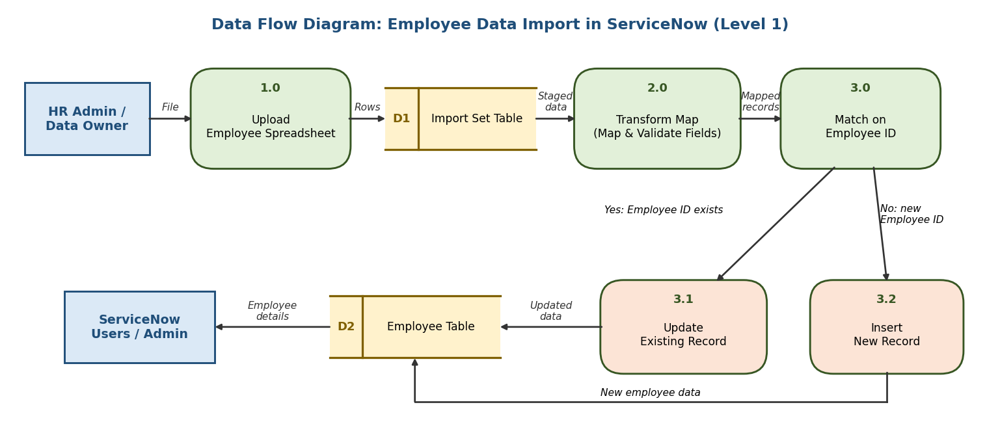 Data Flow Diagram: Employee Data Import in ServiceNow (Level 1)
HR Admin /
Data Owner
File
1.0
Upload
Employee Spreadsheet
Rows
D1
Import Set Table
Staged
data
2.0
Transform Map
(Map & Validate Fields)
Mapped
records
3.0
Match on
Employee ID
Yes: Employee ID exists
No: new
Employee ID
ServiceNow
Users / Admin
Employee
details
D2
Employee Table
Updated
data
3.1
Update
Existing Record
3.2
Insert
New Record
New employee data